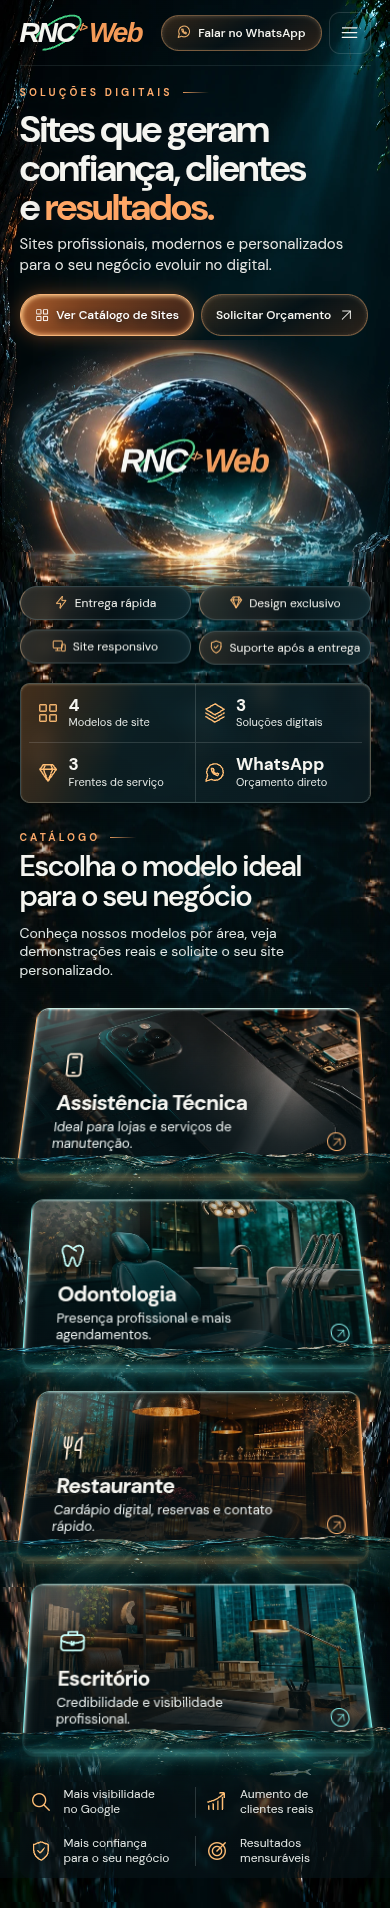 RNC</>Web
Falar no WhatsApp
SOLUÇÕES DIGITAIS
Sites que geram
confiança, clientes
e resultados.
Sites profissionais, modernos e personalizados
para o seu negócio evoluir no digital.
Ver Catálogo de Sites
Solicitar Orçamento
RNC</>Web
Entrega rápida
Design exclusivo
Site responsivo
Suporte após a entrega
4
Modelos de site
3
Soluções digitais
3
Frentes de serviço
WhatsApp
Orçamento direto
CATÁLOGO
Escolha o modelo ideal
para o seu negócio
Conheça nossos modelos por área, veja
demonstrações reais e solicite o seu site
personalizado.
Assistência Técnica
Ideal para lojas e serviços de
manutenção.
Odontologia
Presença profissional e mais
agendamentos.
Restaurante
Cardápio digital, reservas e contato
rápido.
Escritório
Credibilidade e visibilidade
profissional.
Mais visibilidade
no Google
Aumento de
clientes reais
Mais confiança
para o seu negócio
Resultados
mensuráveis